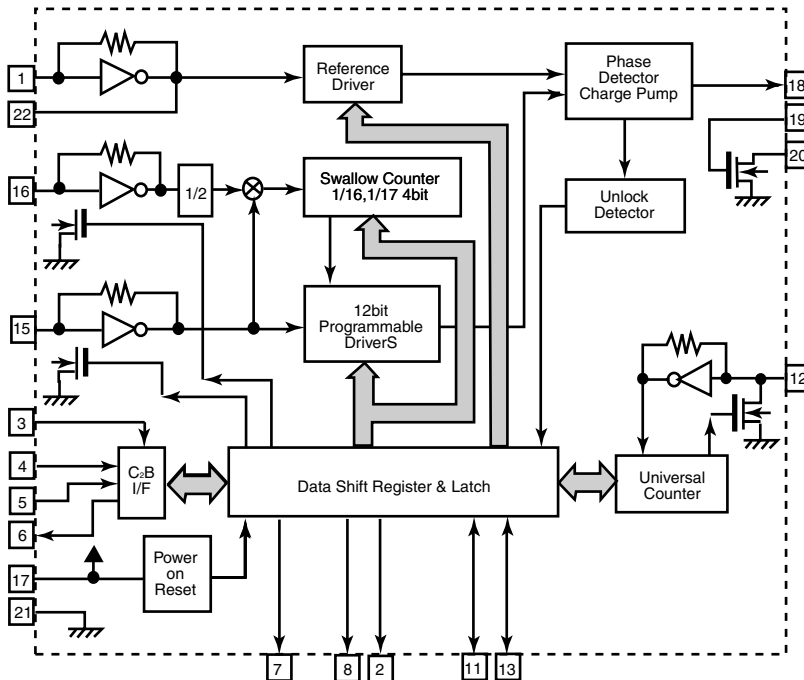 1
Reference
Driver
Phase
Detector
Charge Pump
18
22
19
20
16
1/2
Swallow Counter
1/16,1/17 4bit
Unlock
Detector
15
12bit
Programmable
DriverS
12
3
4
5
6
C2B
I/F
Data Shift Register & Latch
Universal
Counter
17
Power
on
Reset
21
7
8
2
11
13